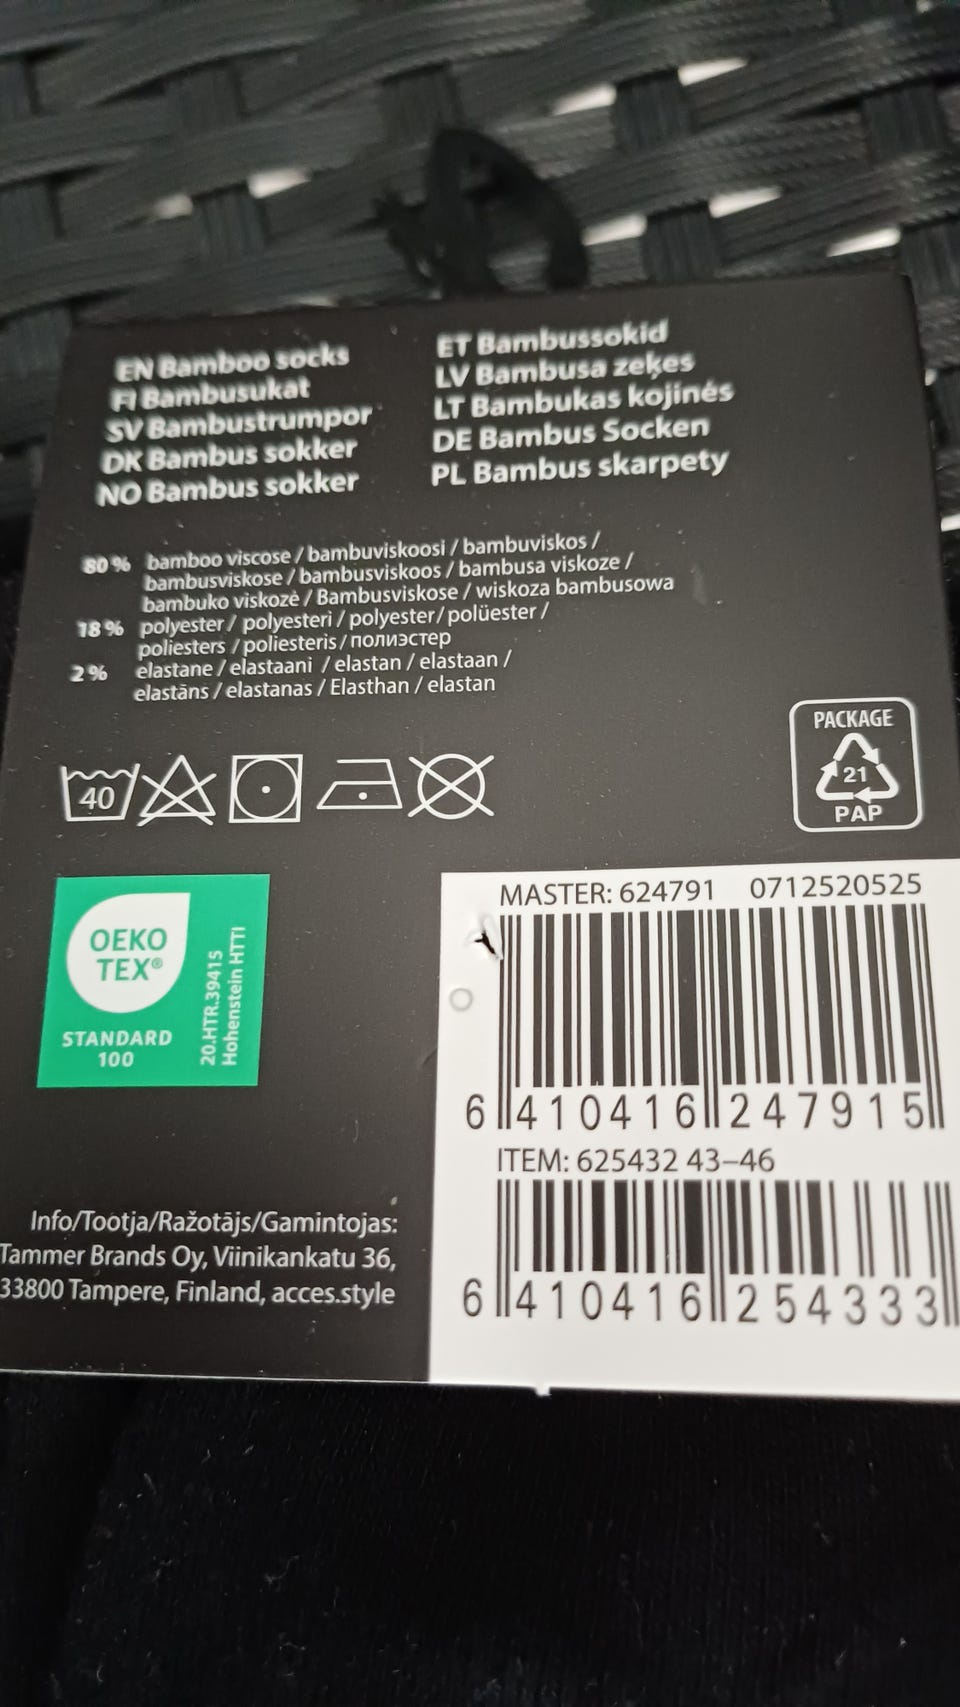 EN Bamboo socks
FI Bambusukat
SV Bambustrumpor
DK Bambus sokker
NO Bambus sokker
ET Bambussokid
LV Bambusa zeķes
LT Bambukas kojinės
DE Bambus Socken
PL Bambus skarpety
80 % bamboo viscose / bambuviskoosi / bambuviskos /
bambusviskose / bambusviskoos / bambusa viskoze /
bambuko viskozė / Bambusviskose / wiskoza bambusowa
18 % polyester / polyesteri / polyester / polüester /
poliesters / poliesteris / полиэстер
2 % elastane / elastaani / elastan / elastaan /
elastāns / elastanas / Elasthan / elastan
40
PACKAGE
21
PAP
OEKO
TEX®
STANDARD
100
20.HTR.39415
Hohenstein HTTI
MASTER: 624791 0712520525
6 410416 247915
ITEM: 625432 43–46
6 410416 254333
Info/Tootja/Ražotājs/Gamintojas:
Tammer Brands Oy, Viinikankatu 36,
33800 Tampere, Finland, acces.style